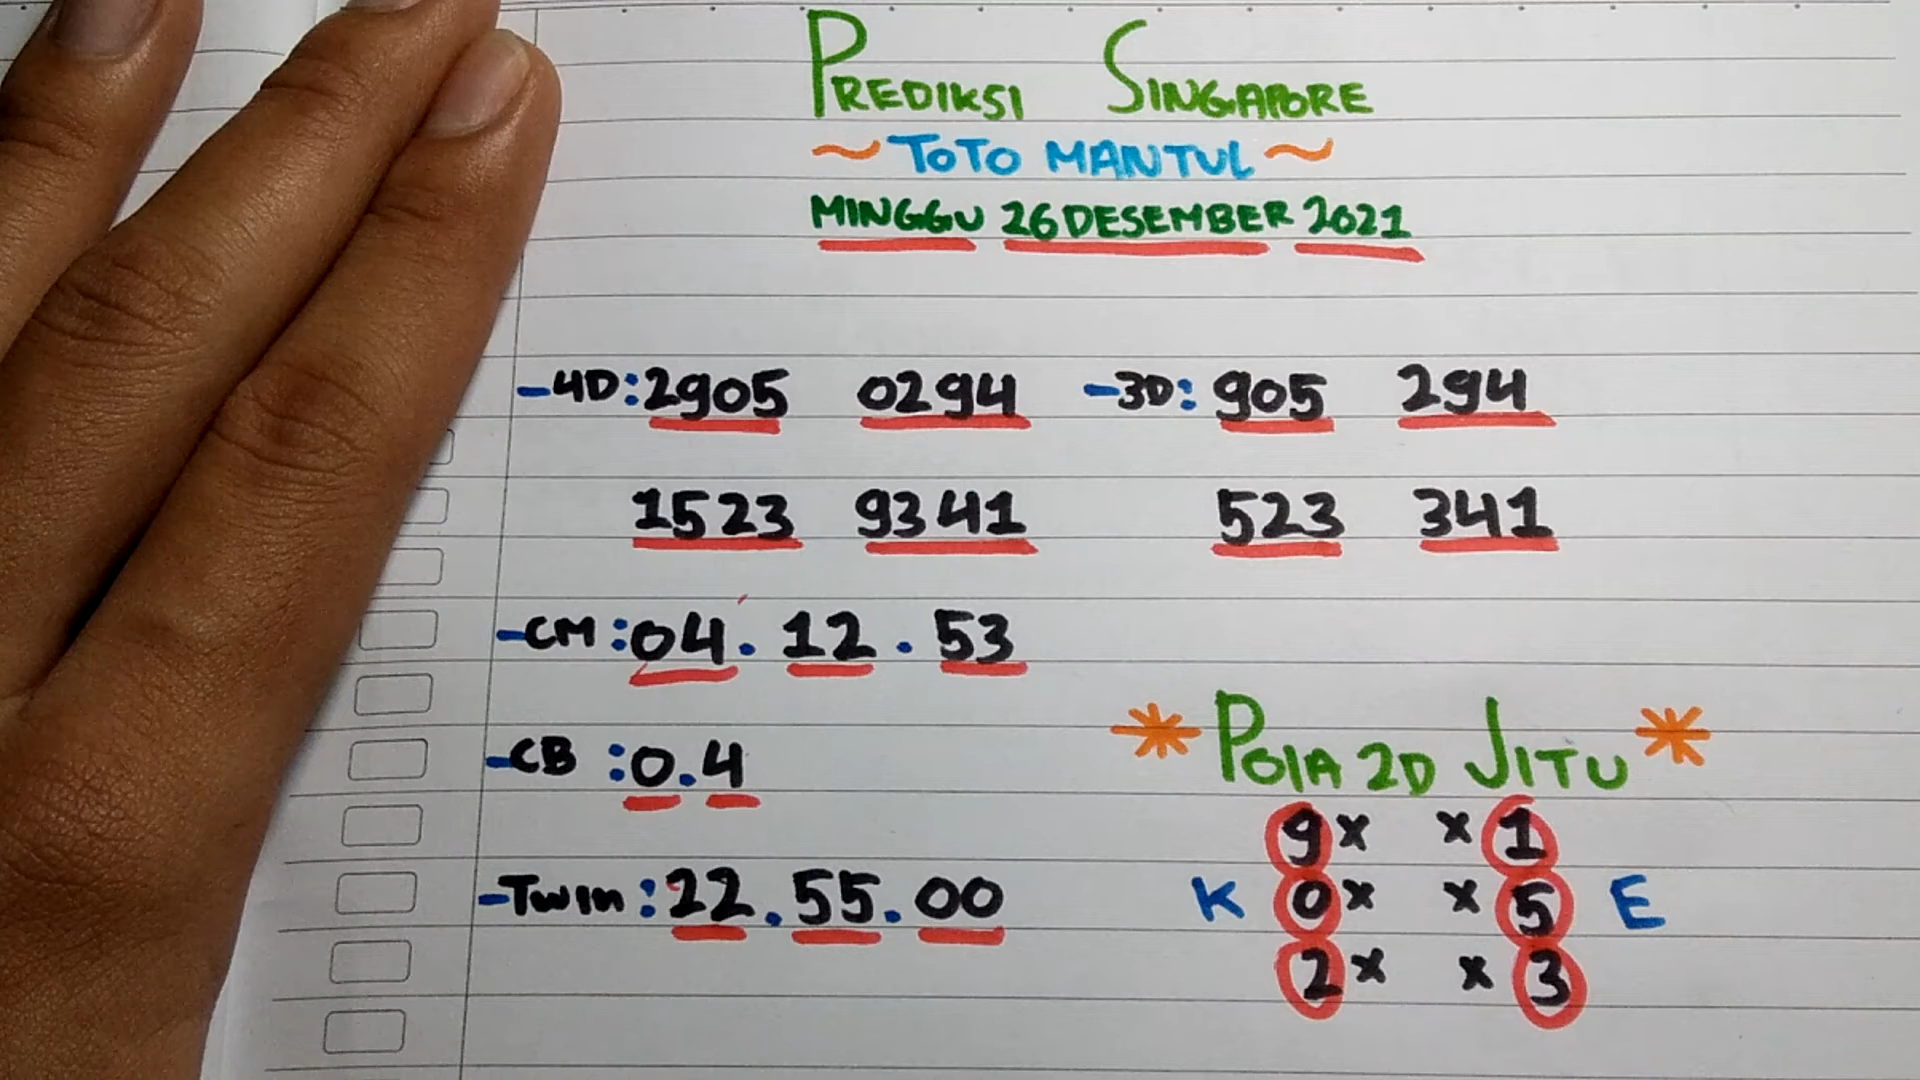 PREDIKSI SINGAPORE
~TOTO MANTUL~
MINGGU 26 DESEMBER 2021
-4D: 2905 0294 -3D: 905 294
1523 9341 523 341
-CM: 04. 12. 53
-CB: 0.4
*POLA 2D JITU*
-Twin: 22.55.00
9x x1
K 0x x5 E
2x x3